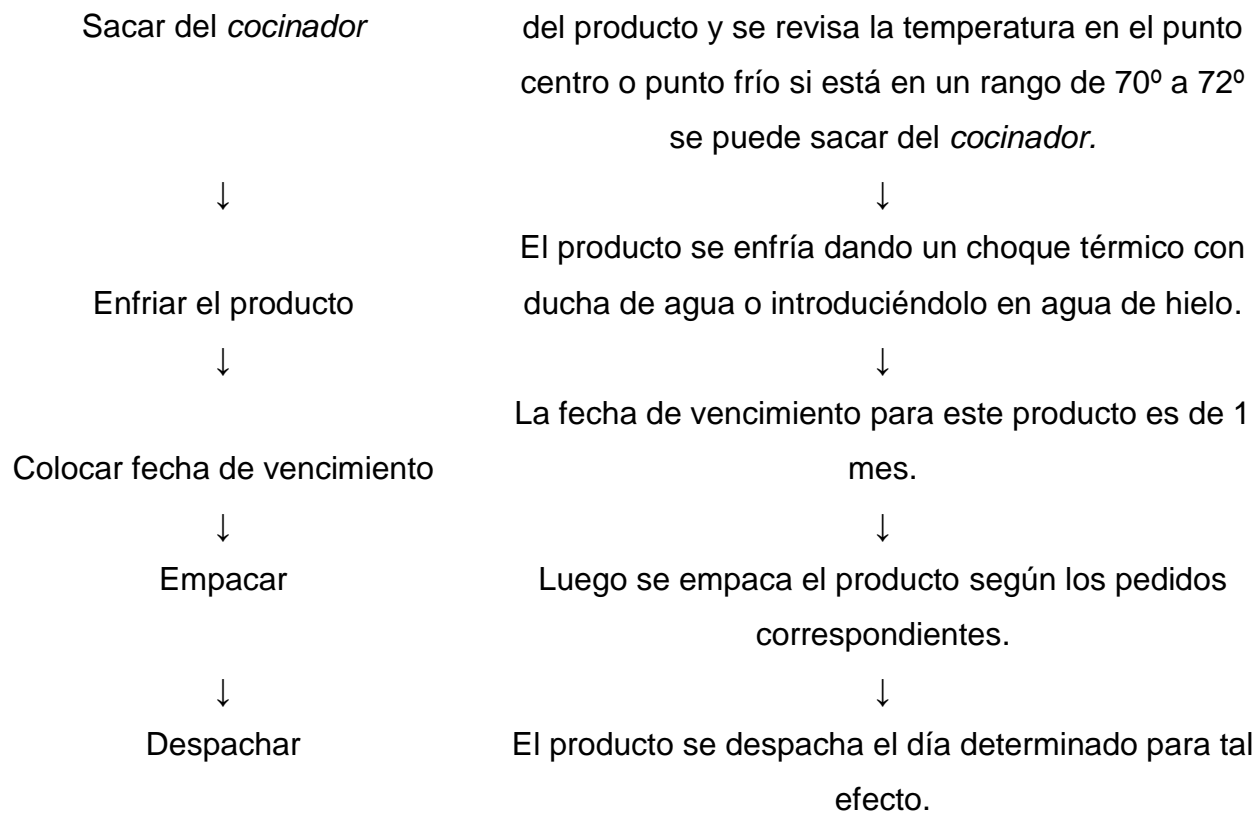 Sacar del cocinador
del producto y se revisa la temperatura en el punto
centro o punto frío si está en un rango de 70º a 72º
se puede sacar del cocinador.
↓ ↓
El producto se enfría dando un choque térmico con
Enfriar el producto ducha de agua o introduciéndolo en agua de hielo.
↓ ↓
La fecha de vencimiento para este producto es de 1
Colocar fecha de vencimiento mes.
↓ ↓
Empacar Luego se empaca el producto según los pedidos
correspondientes.
↓ ↓
Despachar El producto se despacha el día determinado para tal
efecto.